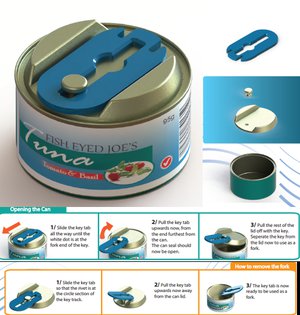 FISH EYED JOE'S
Tuna
Tomato & Basil
95g
Opening the Can
1/ Slide the key tab
all the way until the
white dot is at the
fork end of the key.
2/ Pull the key tab
upwards now, from
the end furthest from
the can.
The can seal should
now be open.
3/ Pull the rest of the
lid off with the key.
Seperate the key from
the lid now to use as a
fork.
How to remove the fork
1/ Slide the key tab
so that the rivet is at
the circle section of
the key track.
2/ Pull the key tab
upwards now away
from the can lid.
3/ The key tab is now
ready to be used as a
fork.